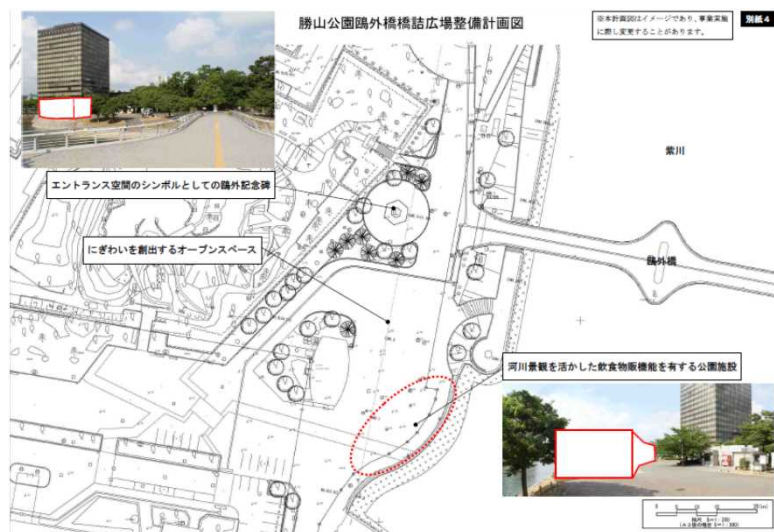 勝山公園鴎外橋橋詰広場整備計画図
※本計画図はイメージであり、事業実施
に際し変更することがあります。
別紙4
紫川
エントランス空間のシンボルとしての鴎外記念碑
にぎわいを創出するオープンスペース
鴎外橋
河川景観を活かした飲食物販機能を有する公園施設